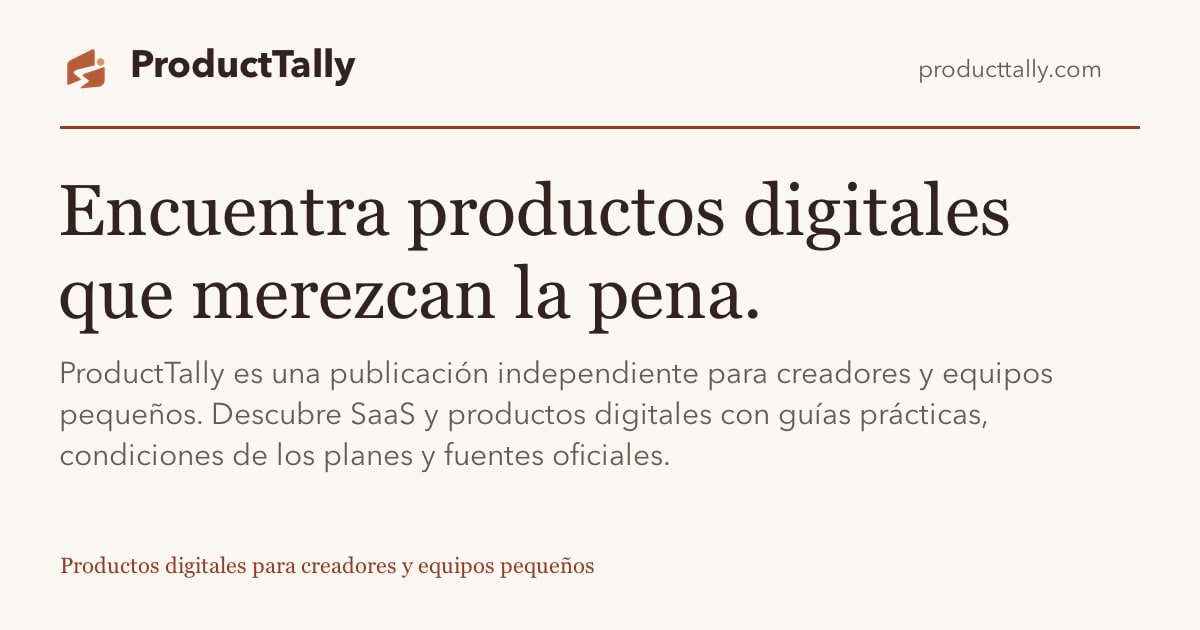 ProductTally
producttally.com
Encuentra productos digitales
que merezcan la pena.
ProductTally es una publicación independiente para creadores y equipos
pequeños. Descubre SaaS y productos digitales con guías prácticas,
condiciones de los planes y fuentes oficiales.
Productos digitales para creadores y equipos pequeños